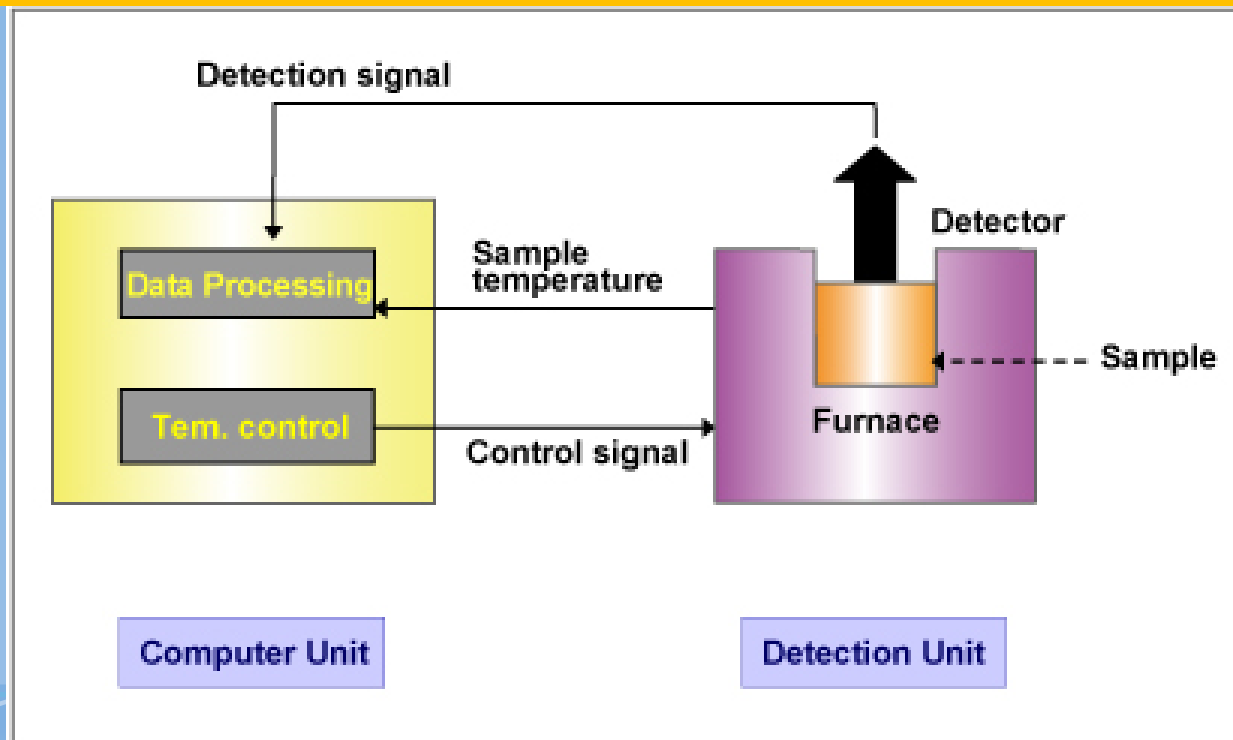 Detection signal
Detector
Data Processing
Sample
temperature
Sample
Tem. control
Furnace
Control signal
Computer Unit
Detection Unit